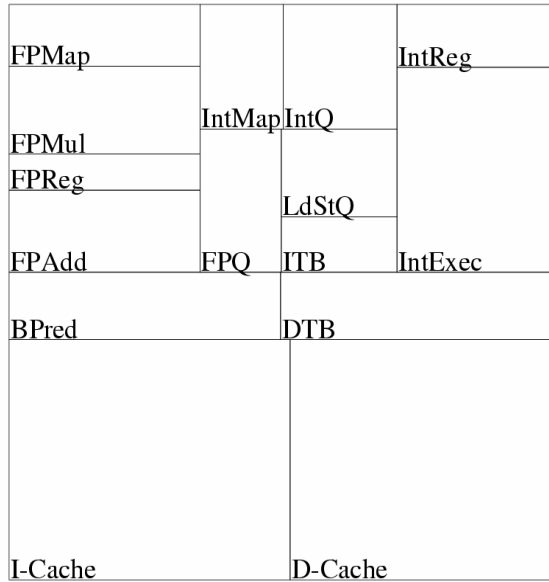 FPMap
IntReg
IntMap
IntQ
FPMul
FPReg
LdStQ
FPAdd
FPQ
ITB
IntExec
BPred
DTB
I-Cache
D-Cache